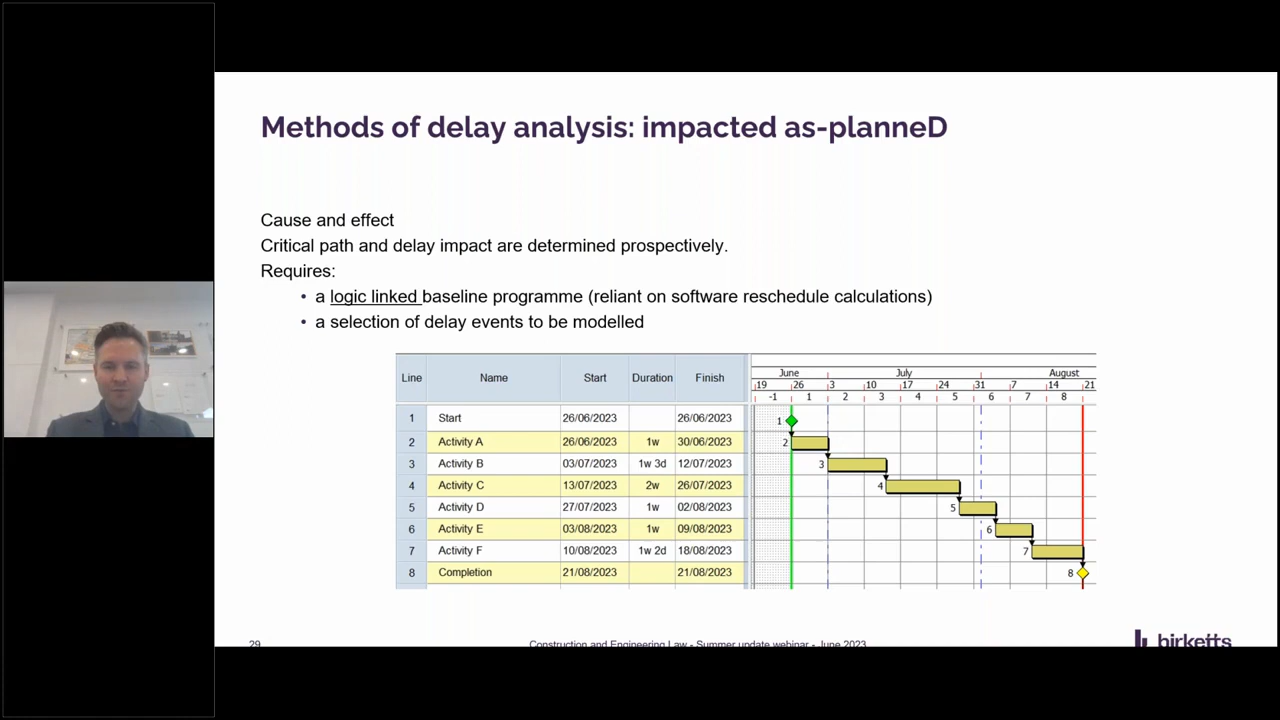 Methods of delay analysis: impacted as-planneD
Cause and effect
Critical path and delay impact are determined prospectively.
Requires:
• a logic linked baseline programme (reliant on software reschedule calculations)
• a selection of delay events to be modelled
Line Name Start Duration Finish
June July August
19 26 3 10 17 24 31 7 14 21
-1 1 2 3 4 5 6 7 8
1 Start 26/06/2023 26/06/2023 1
2 Activity A 26/06/2023 1w 30/06/2023 2
3 Activity B 03/07/2023 1w 3d 12/07/2023 3
4 Activity C 13/07/2023 2w 26/07/2023 4
5 Activity D 27/07/2023 1w 02/08/2023 5
6 Activity E 03/08/2023 1w 09/08/2023 6
7 Activity F 10/08/2023 1w 2d 18/08/2023 7
8 Completion 21/08/2023 21/08/2023 8
29 Construction and Engineering Law - Summer update webinar - June 2023 birketts